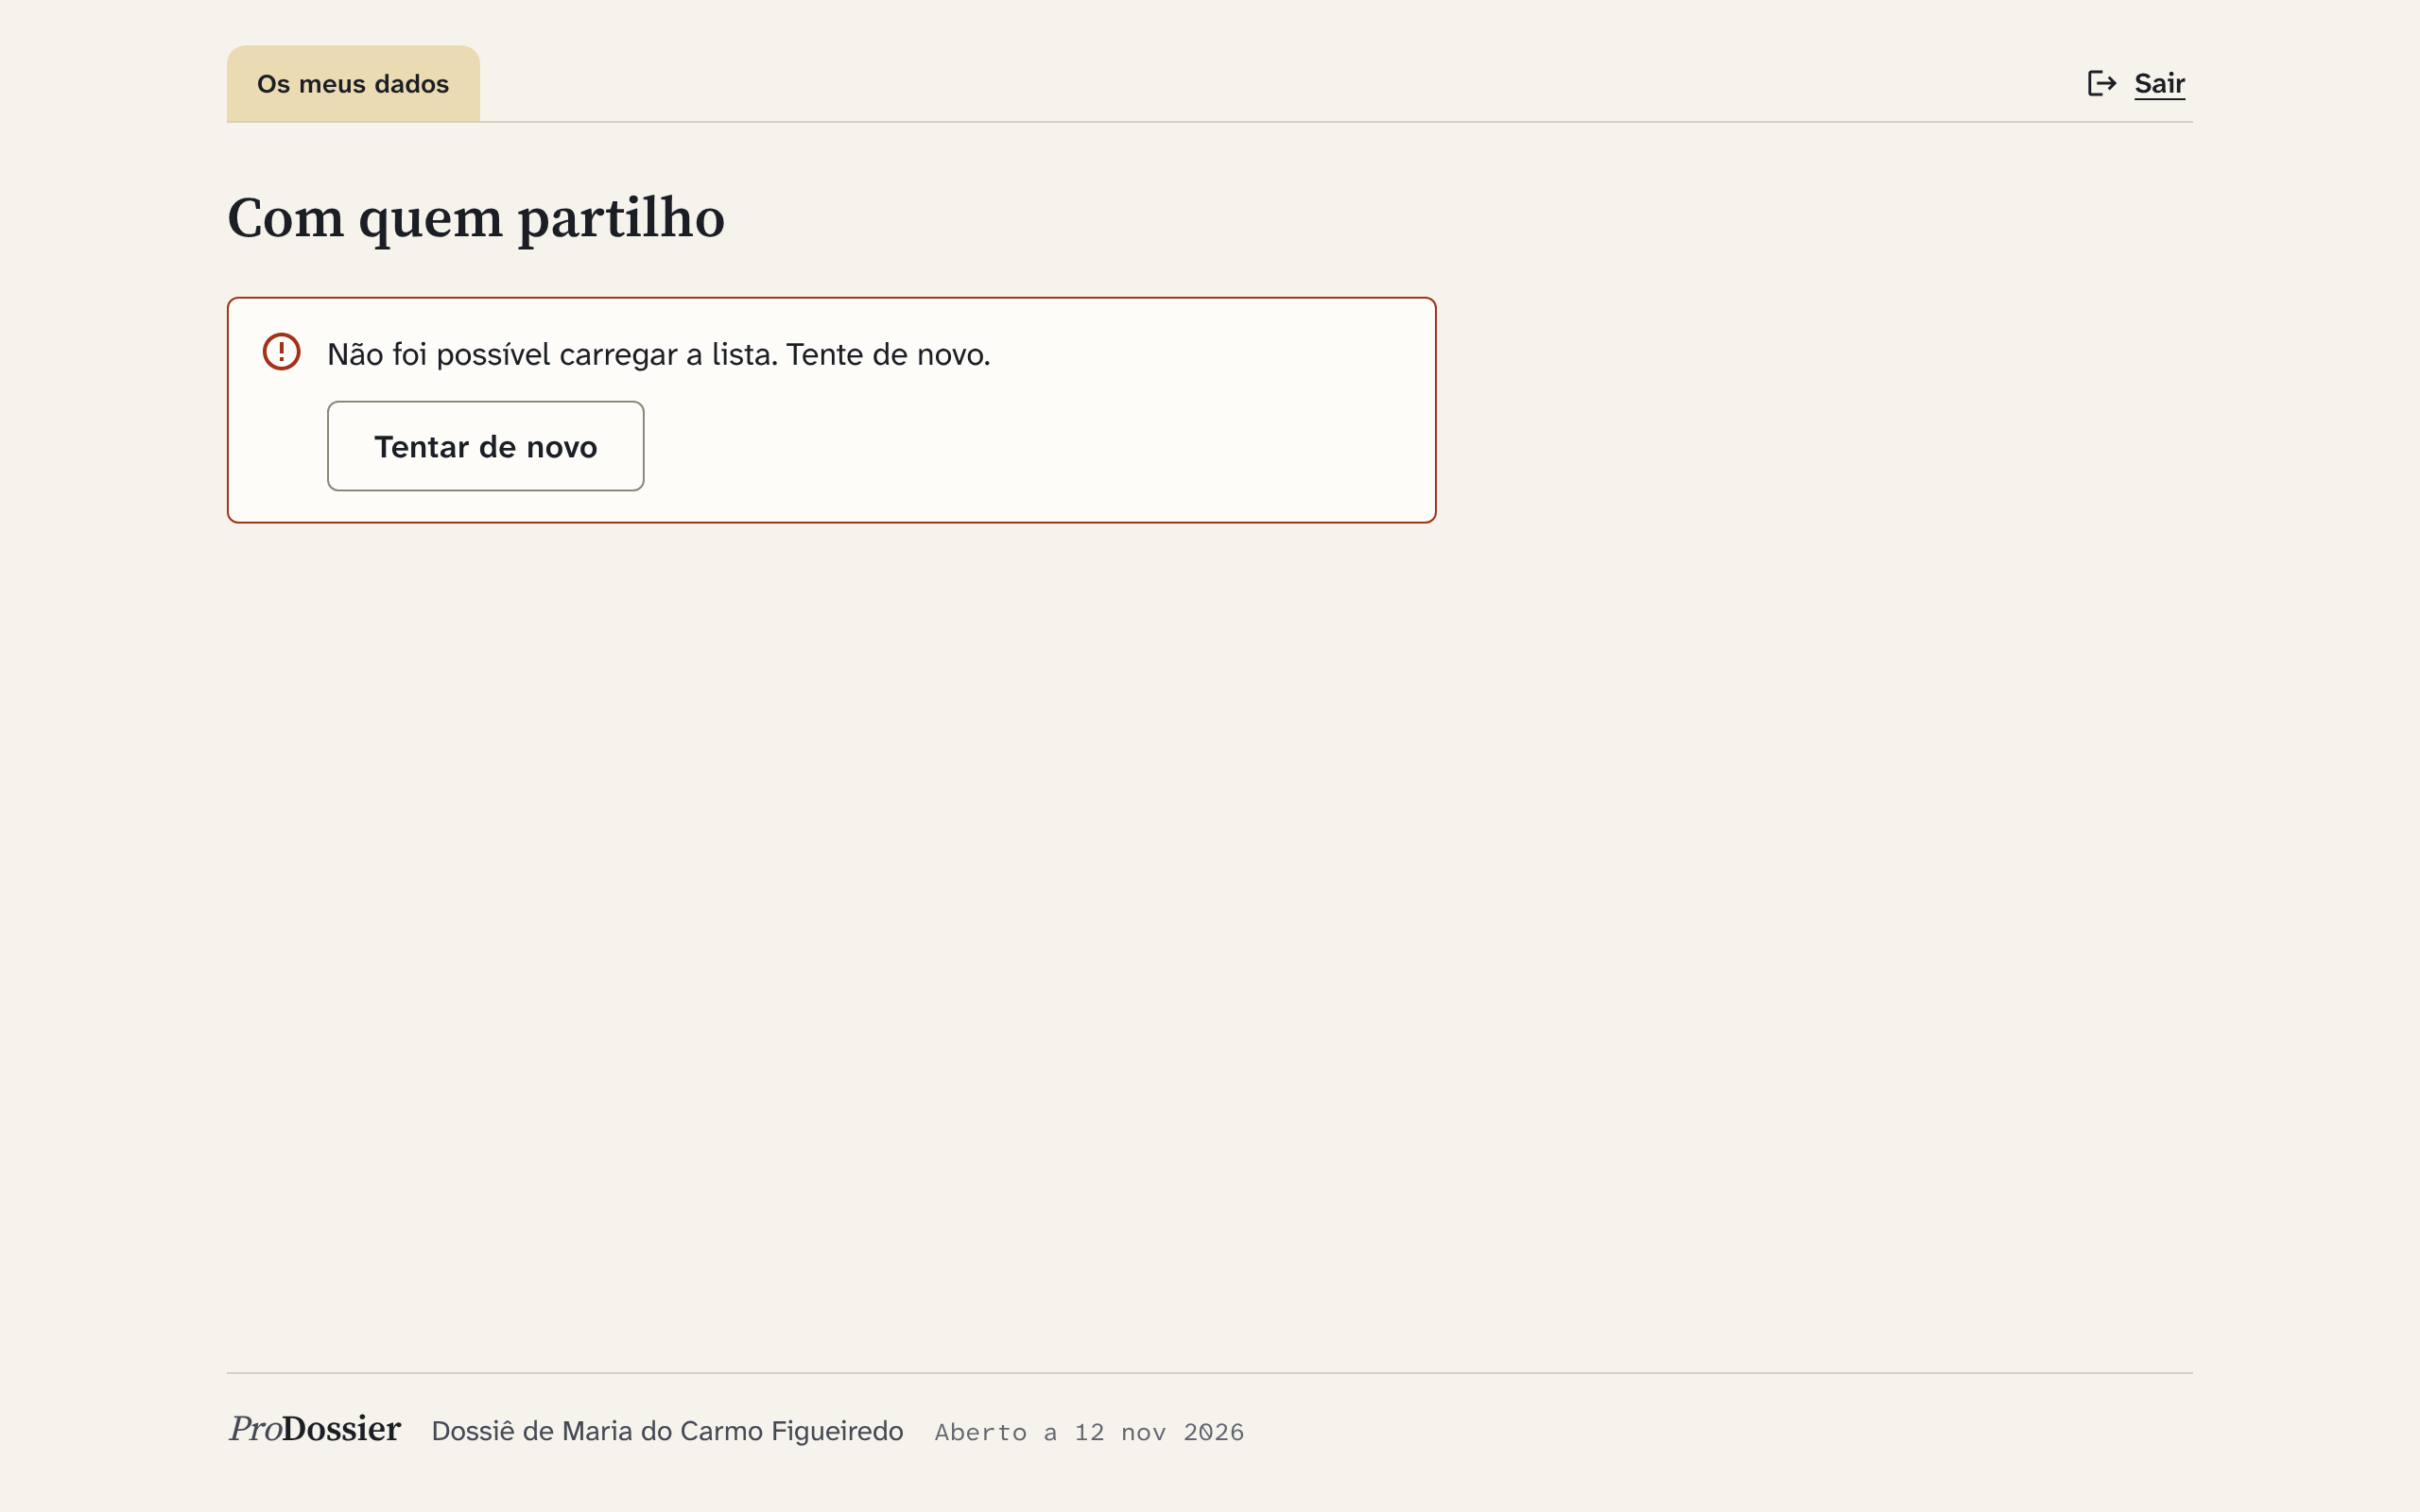 Os meus dados
Sair
Com quem partilho
Não foi possível carregar a lista. Tente de novo.
Tentar de novo
ProDossier Dossiê de Maria do Carmo Figueiredo Aberto a 12 nov 2026